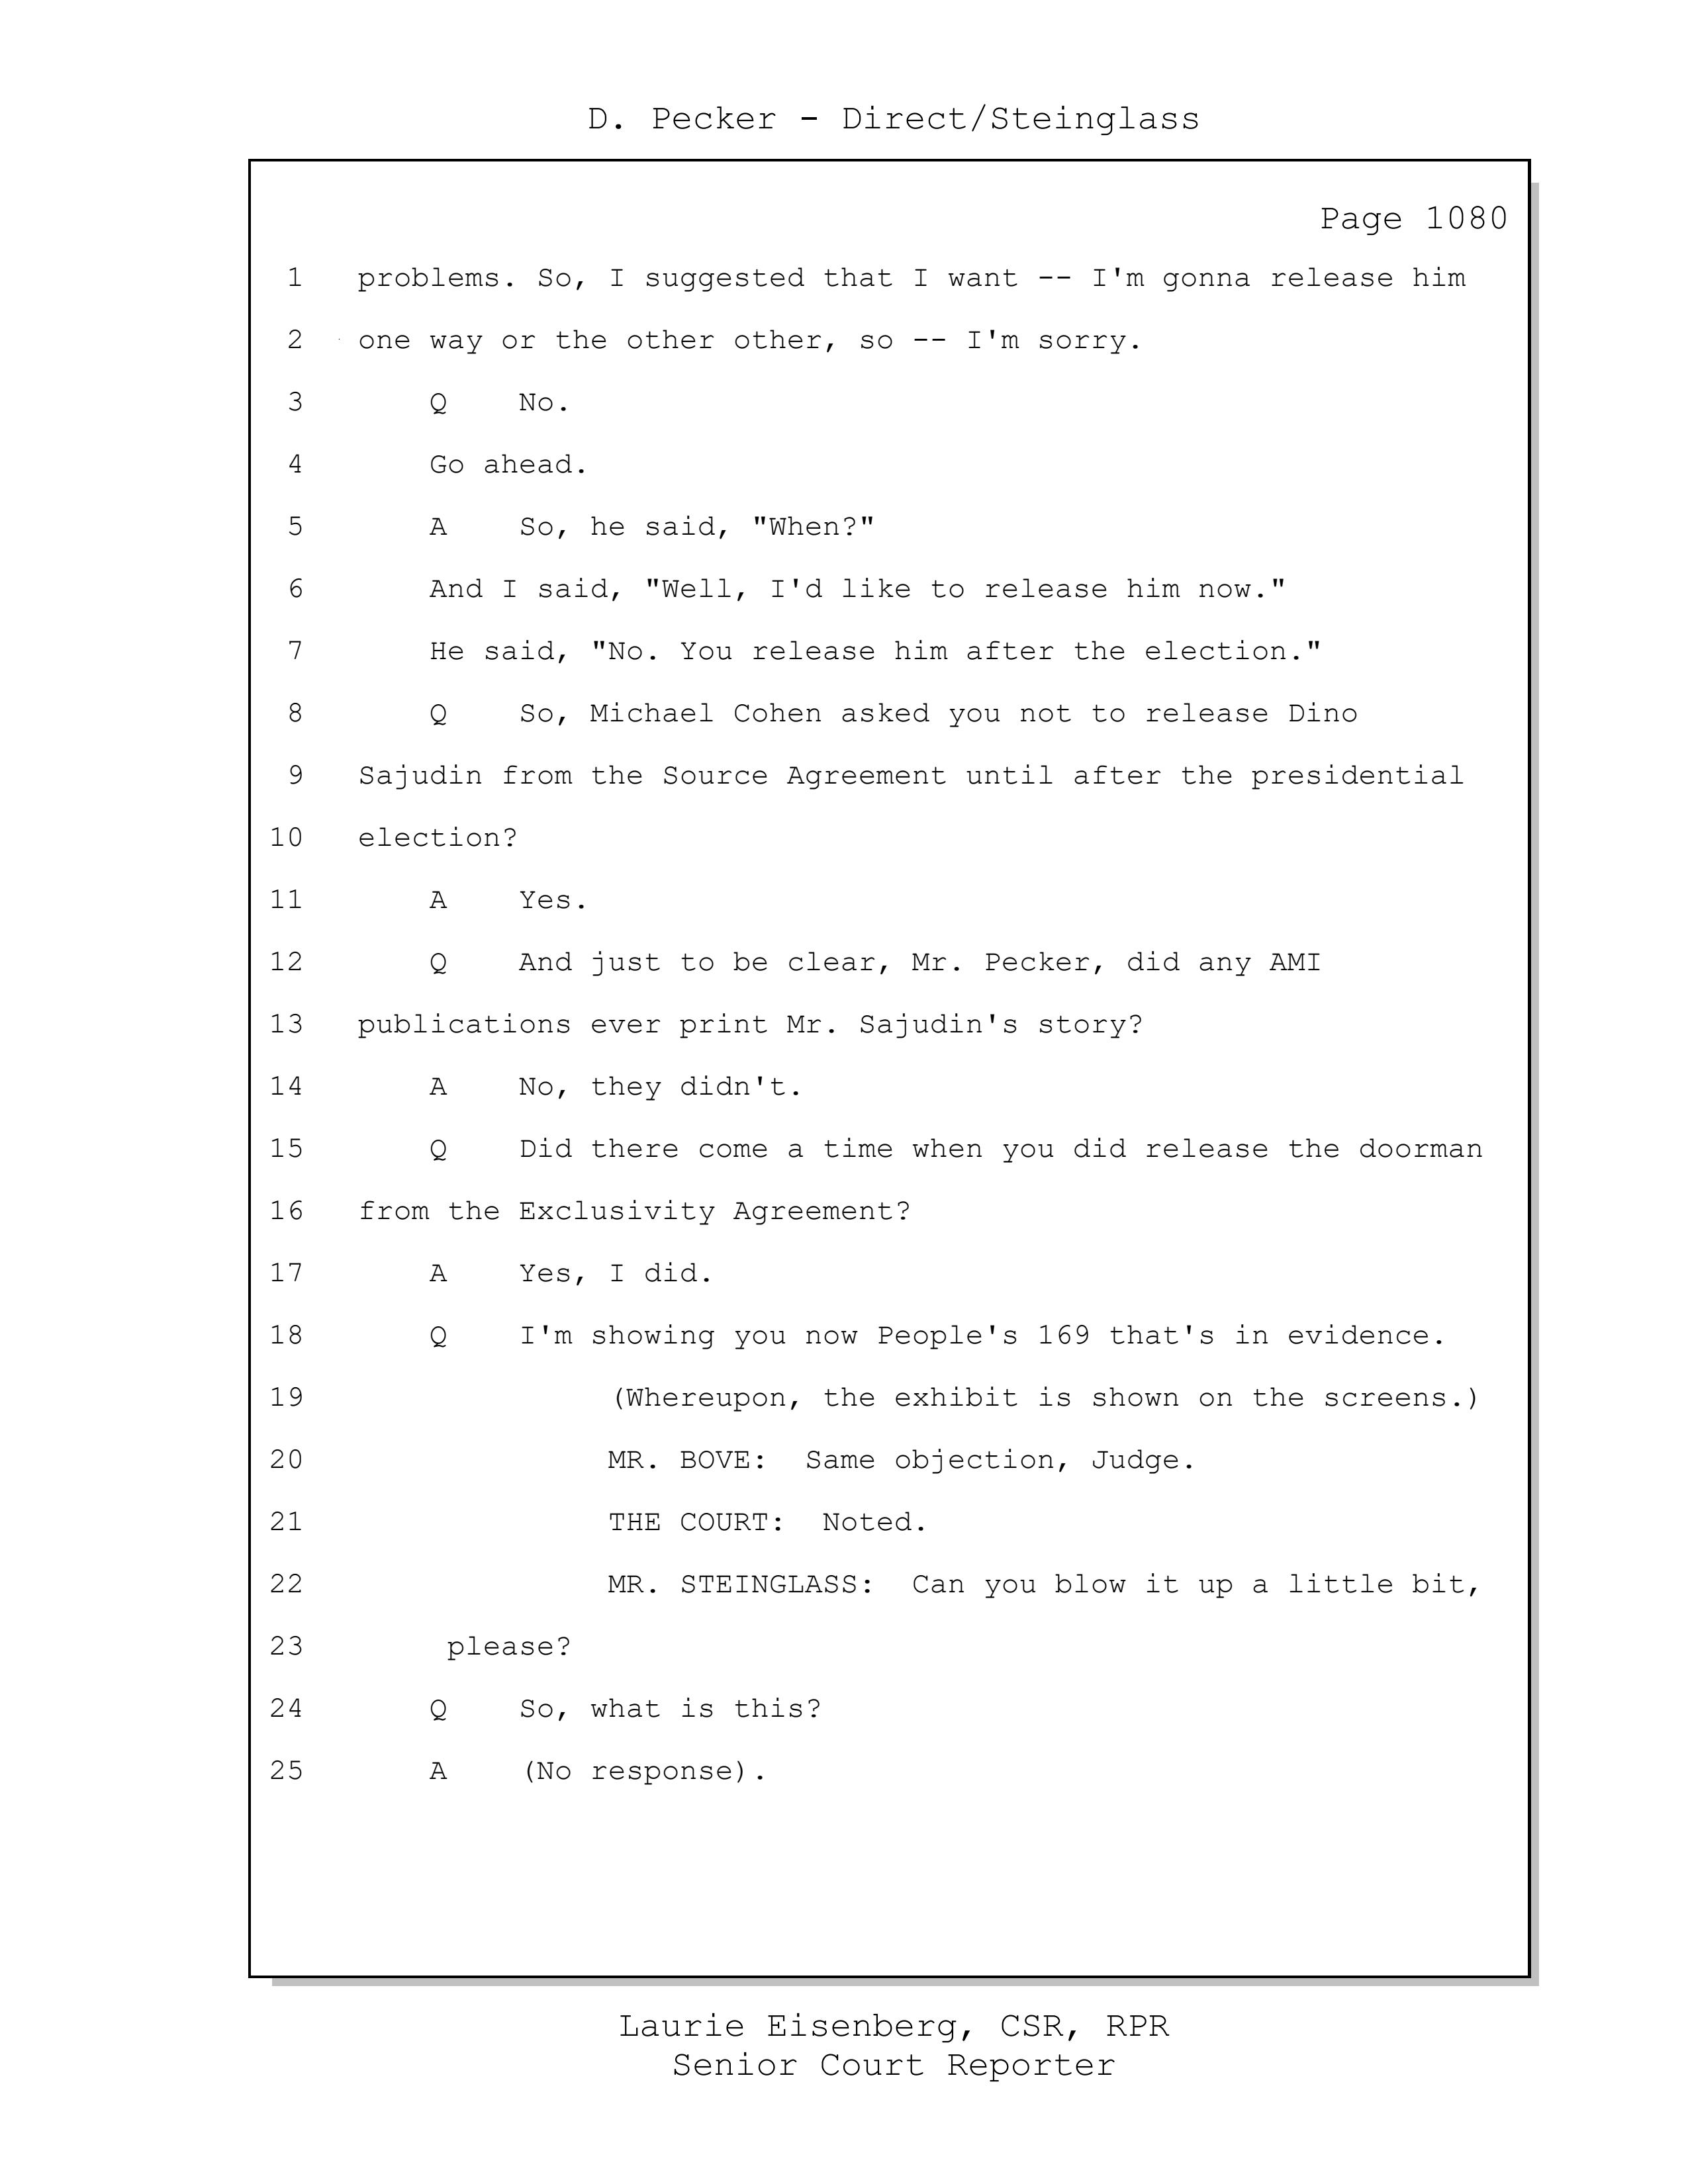 D. Pecker - Direct/Steinglass
Page 1080
1 problems. So, I suggested that I want -- I'm gonna release him
2 one way or the other other, so -- I'm sorry.
3 Q No.
4 Go ahead.
5 A So, he said, "When?"
6 And I said, "Well, I'd like to release him now."
7 He said, "No. You release him after the election."
8 Q So, Michael Cohen asked you not to release Dino
9 Sajudin from the Source Agreement until after the presidential
10 election?
11 A Yes.
12 Q And just to be clear, Mr. Pecker, did any AMI
13 publications ever print Mr. Sajudin's story?
14 A No, they didn't.
15 Q Did there come a time when you did release the doorman
16 from the Exclusivity Agreement?
17 A Yes, I did.
18 Q I'm showing you now People's 169 that's in evidence.
19 (Whereupon, the exhibit is shown on the screens.)
20 MR. BOVE: Same objection, Judge.
21 THE COURT: Noted.
22 MR. STEINGLASS: Can you blow it up a little bit,
23 please?
24 Q So, what is this?
25 A (No response).
Laurie Eisenberg, CSR, RPR
Senior Court Reporter